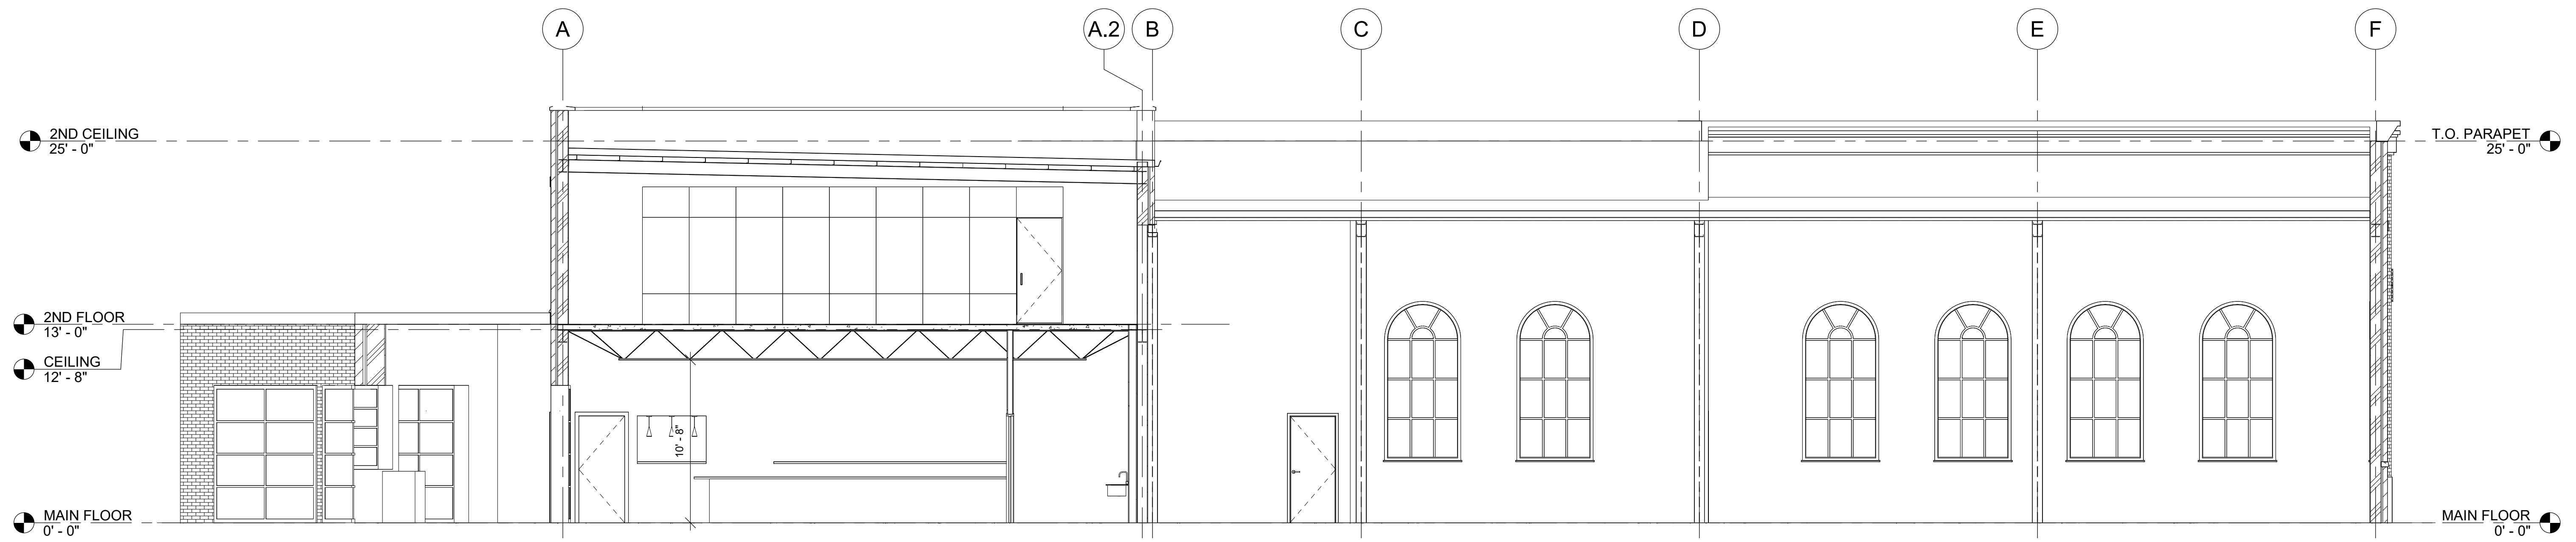 A
A.2
B
C
D
E
F
2ND CEILING
25' - 0"
T.O. PARAPET
25' - 0"
2ND FLOOR
13' - 0"
CEILING
12' - 8"
10' - 8"
MAIN FLOOR
0' - 0"
MAIN FLOOR
0' - 0"